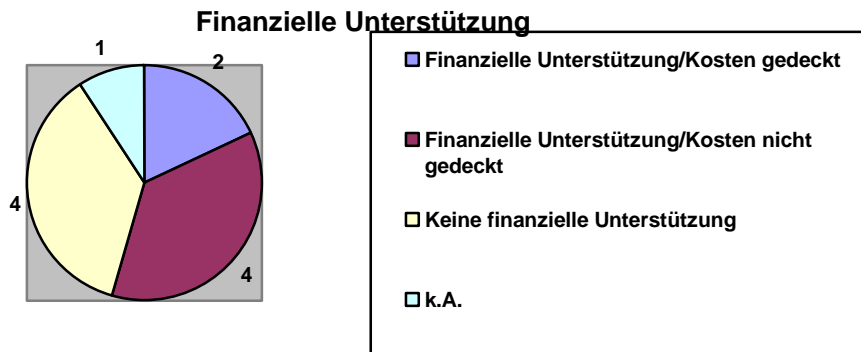 Finanzielle Unterstützung
1
2
4
4
Finanzielle Unterstützung/Kosten gedeckt
Finanzielle Unterstützung/Kosten nicht
gedeckt
Keine finanzielle Unterstützung
k.A.